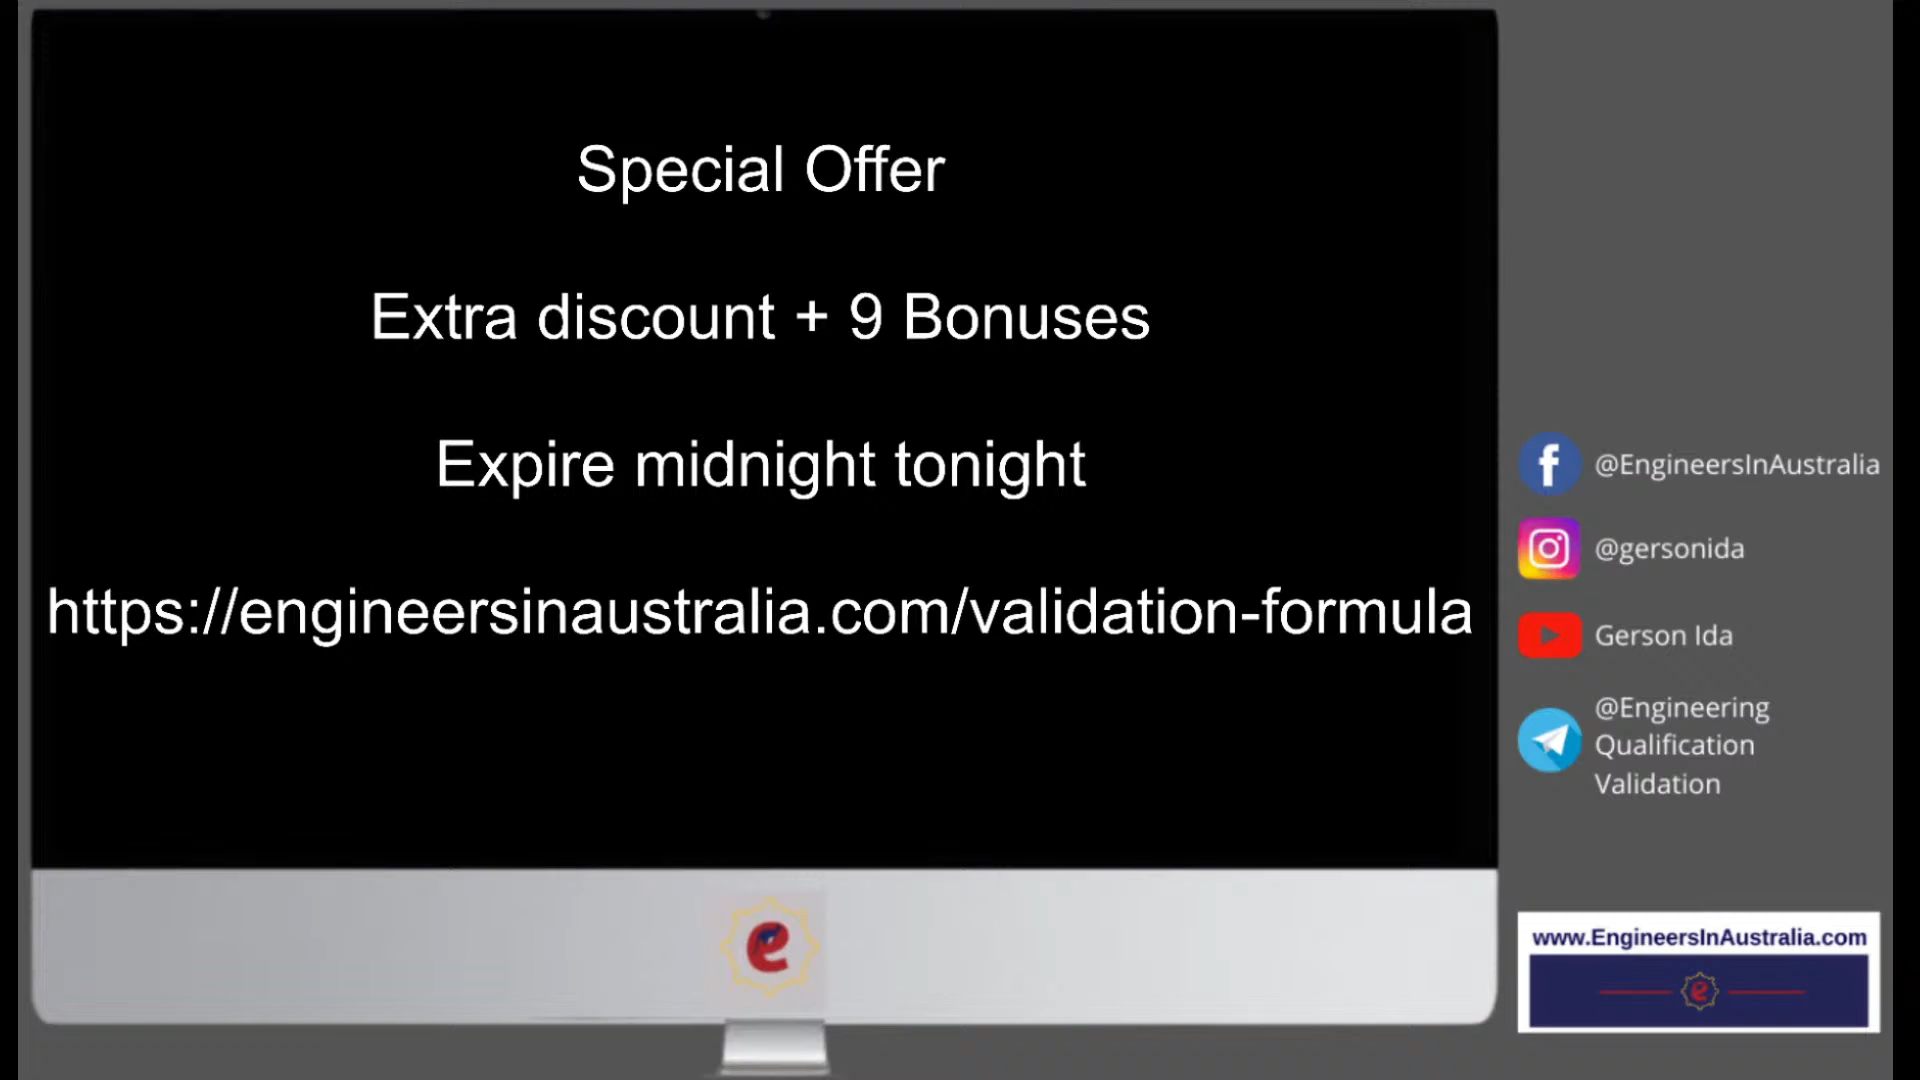 Special Offer
Extra discount + 9 Bonuses
Expire midnight tonight
https://engineersinaustralia.com/validation-formula
@EngineersInAustralia
@gersonida
Gerson Ida
@Engineering
Qualification
Validation
www.EngineersInAustralia.com